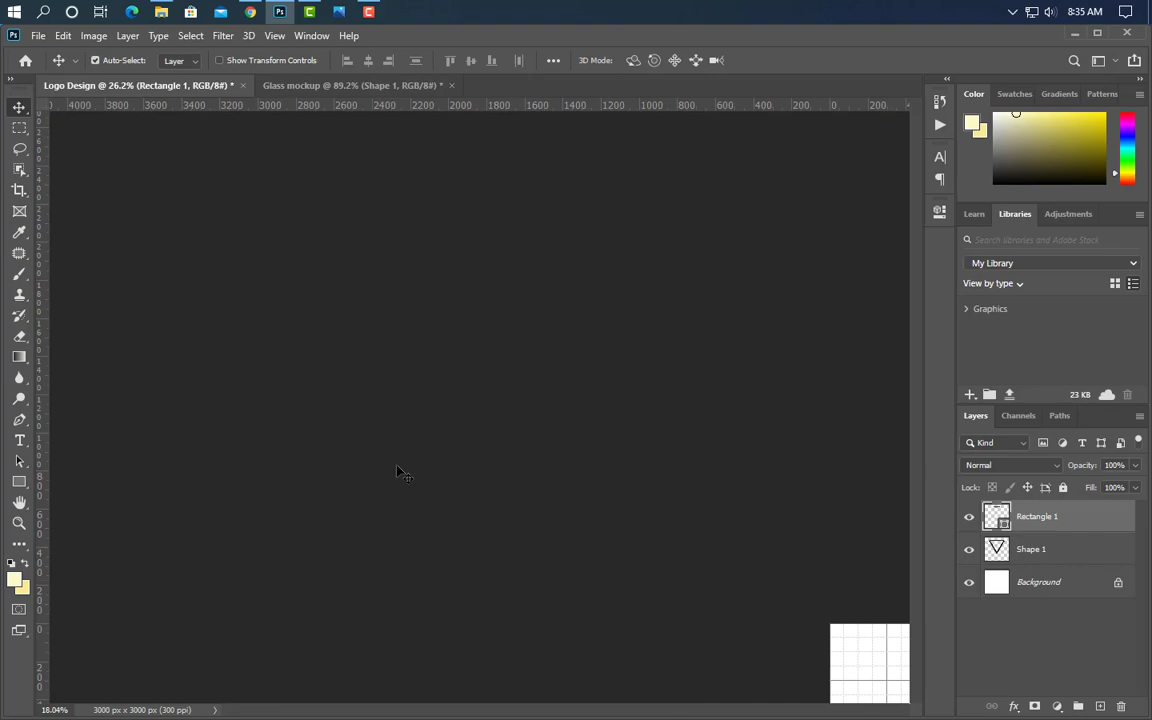 8:35 AM
Ps File Edit Image Layer Type Select Filter 3D View Window Help
Auto-Select: Layer Show Transform Controls 3D Mode:
Logo Design @ 26.2% (Rectangle 1, RGB/8#) * × Glass mockup @ 89.2% (Shape 1, RGB/8#) * ×
4000 3800 3600 3400 3200 3000 2800 2600 2400 2200 2000 1800 1600 1400 1200 1000 800 600 400 200 0 200
Color Swatches Gradients Patterns
Learn Libraries Adjustments
Search libraries and Adobe Stock
My Library
View by type
Graphics
23 KB
Layers Channels Paths
Kind
Normal Opacity: 100%
Lock: Fill: 100%
Rectangle 1
Shape 1
Background
18.04% 3000 px x 3000 px (300 ppi)